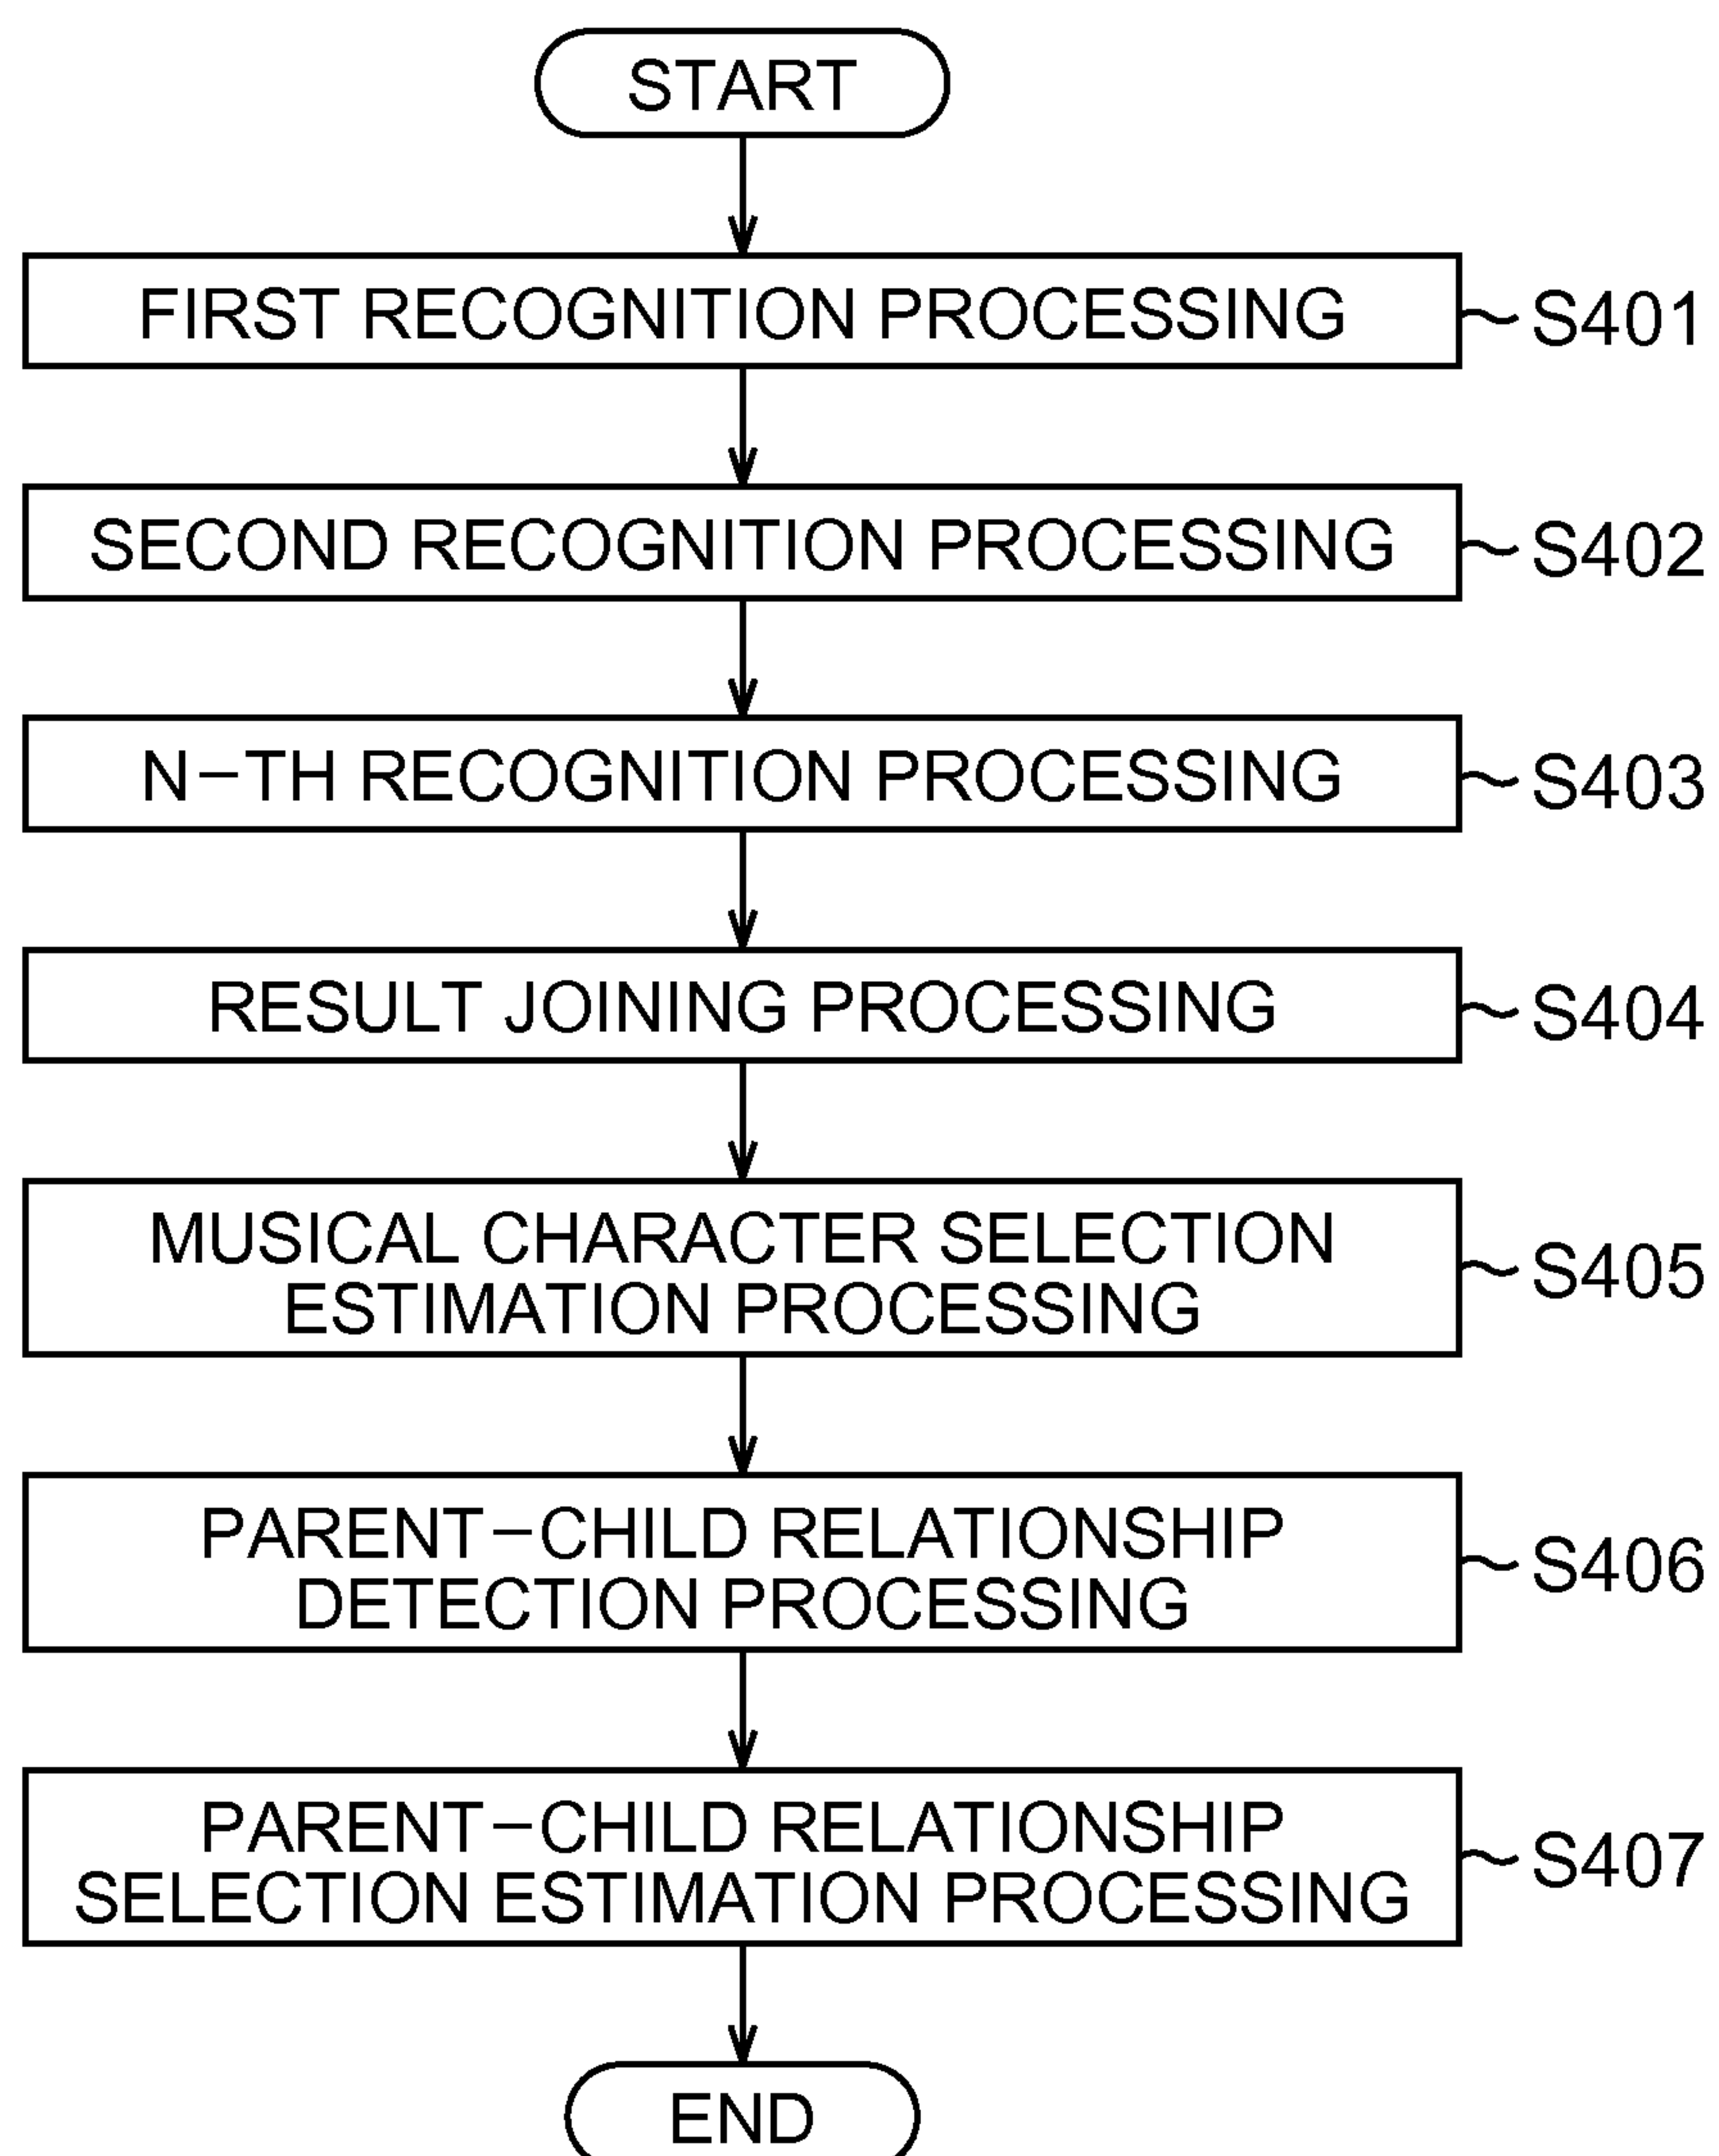 START
FIRST RECOGNITION PROCESSING
S401
SECOND RECOGNITION PROCESSING
S402
N-TH RECOGNITION PROCESSING
S403
RESULT JOINING PROCESSING
S404
MUSICAL CHARACTER SELECTION
ESTIMATION PROCESSING
S405
PARENT-CHILD RELATIONSHIP
DETECTION PROCESSING
S406
PARENT-CHILD RELATIONSHIP
SELECTION ESTIMATION PROCESSING
S407
END